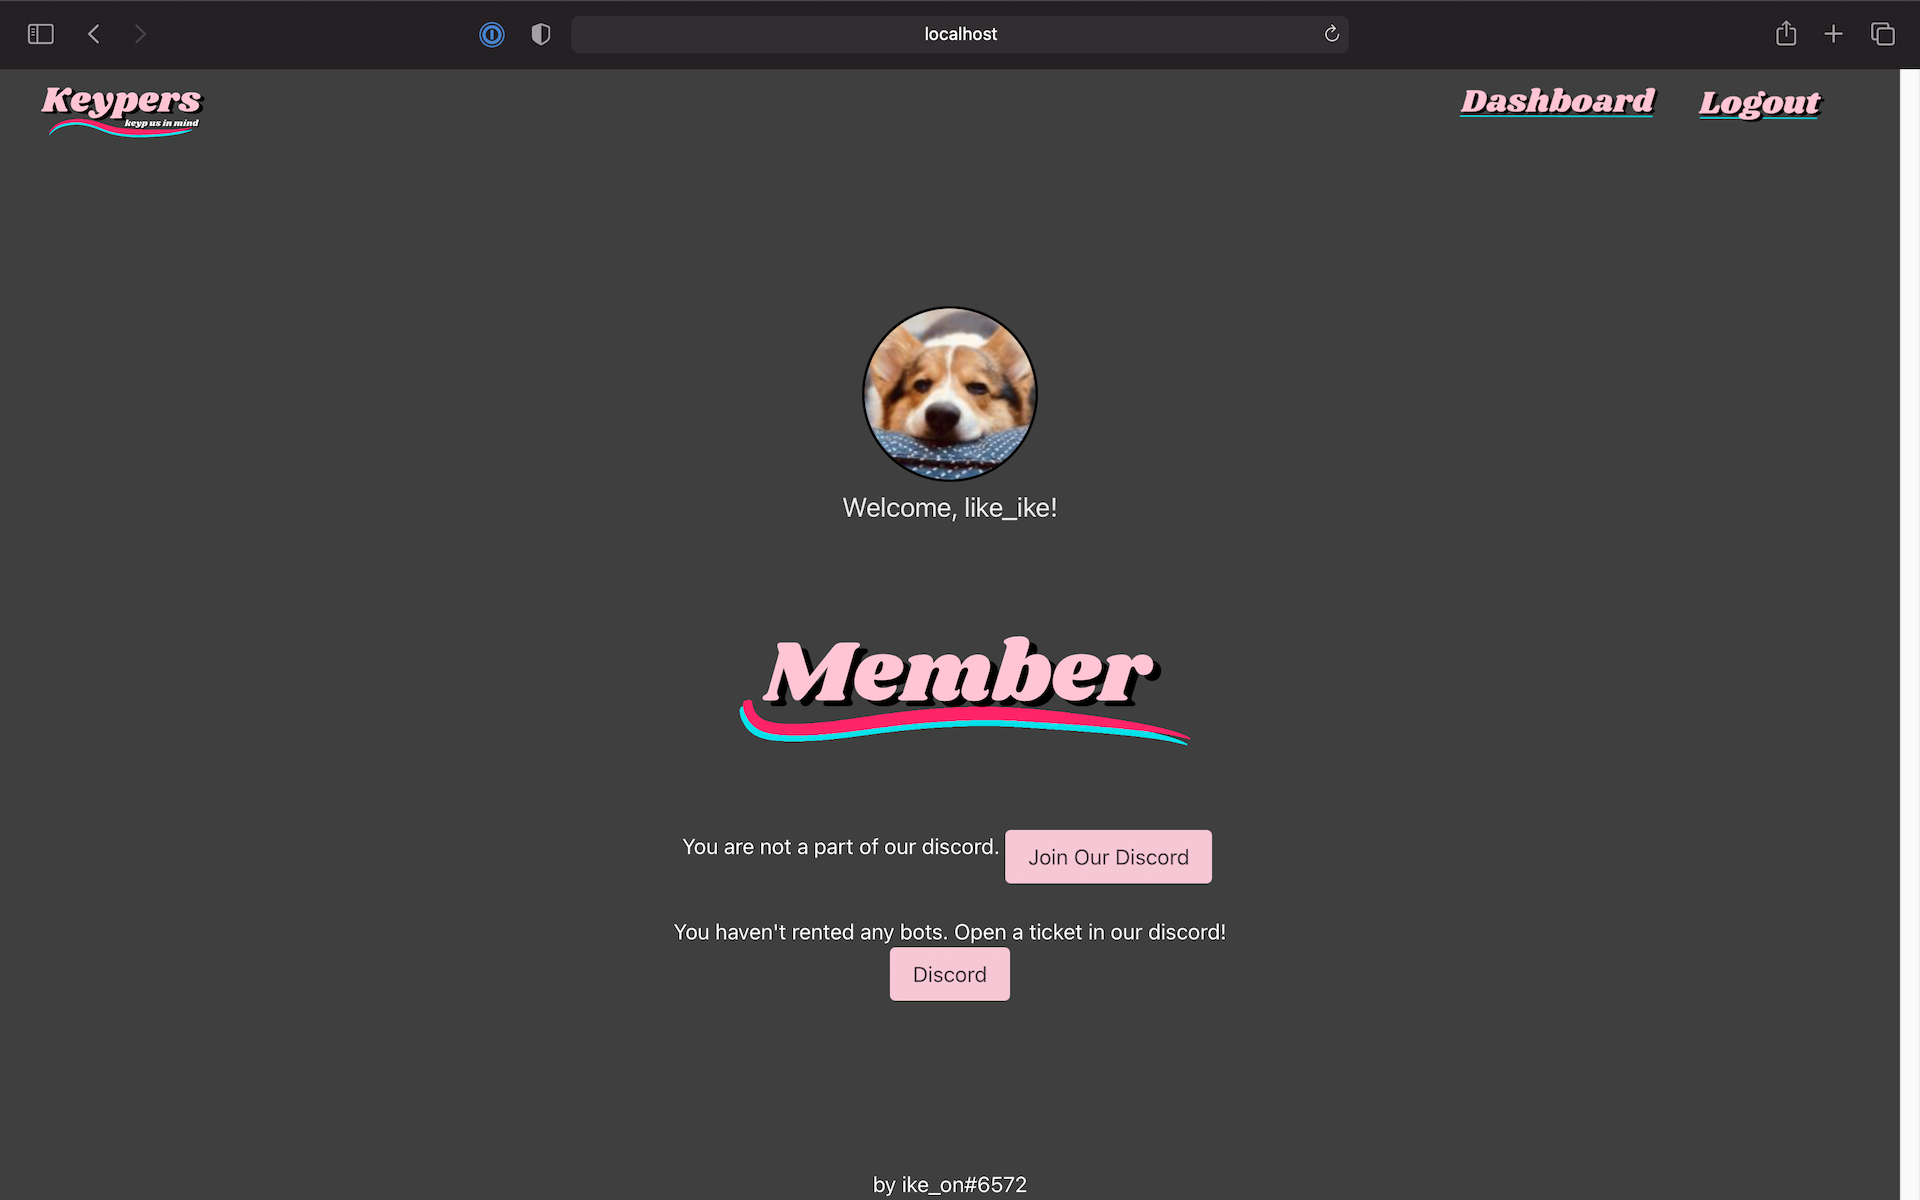 localhost
Keypers
keyp us in mind
Dashboard
Logout
Welcome, like_ike!
Member
You are not a part of our discord.
Join Our Discord
You haven't rented any bots. Open a ticket in our discord!
Discord
by ike_on#6572